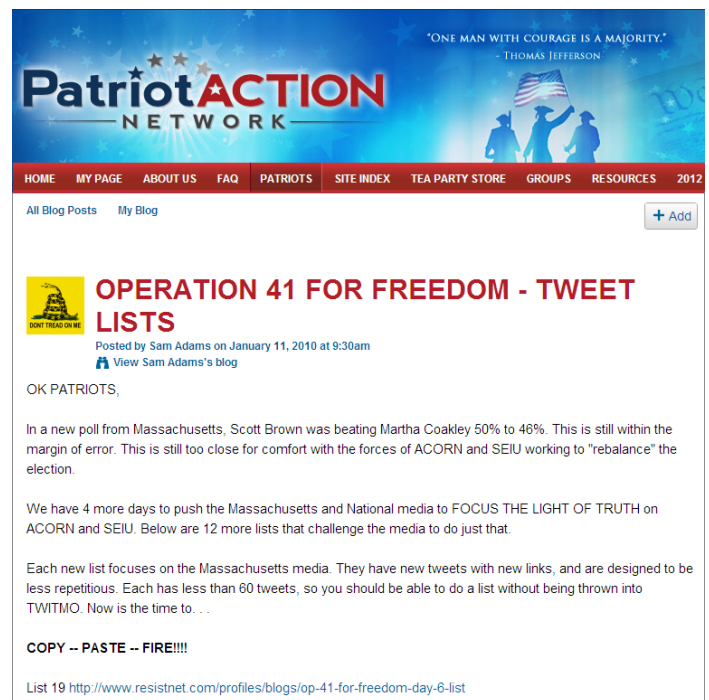 "ONE MAN WITH COURAGE IS A MAJORITY."
- THOMAS JEFFERSON
PatriotACTION
NETWORK
HOME MY PAGE ABOUT US FAQ PATRIOTS SITE INDEX TEA PARTY STORE GROUPS RESOURCES 2012
All Blog Posts My Blog
+ Add
DONT TREAD ON ME
OPERATION 41 FOR FREEDOM - TWEET
LISTS
Posted by Sam Adams on January 11, 2010 at 9:30am
View Sam Adams's blog
OK PATRIOTS,
In a new poll from Massachusetts, Scott Brown was beating Martha Coakley 50% to 46%. This is still within the
margin of error. This is still too close for comfort with the forces of ACORN and SEIU working to "rebalance" the
election.
We have 4 more days to push the Massachusetts and National media to FOCUS THE LIGHT OF TRUTH on
ACORN and SEIU. Below are 12 more lists that challenge the media to do just that.
Each new list focuses on the Massachusetts media. They have new tweets with new links, and are designed to be
less repetitious. Each has less than 60 tweets, so you should be able to do a list without being thrown into
TWITMO. Now is the time to. . .
COPY -- PASTE -- FIRE!!!!
List 19 http://www.resistnet.com/profiles/blogs/op-41-for-freedom-day-6-list